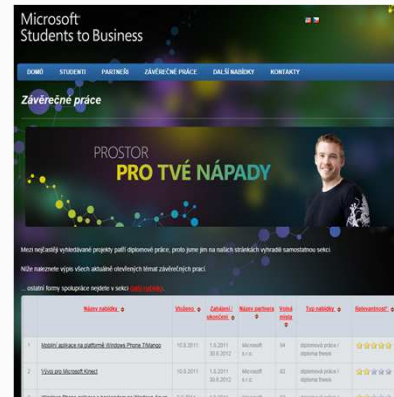 Microsoft
Students to Business
DOMŮ STUDENTI PARTNEŘI ZÁVĚREČNÉ PRÁCE DALŠÍ NABÍDKY KONTAKTY
Závěrečné práce
PROSTOR
PRO TVÉ NÁPADY
Mezi nejčastěji vyhledávané projekty patří diplomové práce, proto jsme jim na našich stránkách vyhradili samostatnou sekci.
Níže naleznete výpis všech aktuálně otevřených témat závěrečných prací.
... ostatní formy spolupráce najdete v sekci další nabídky.
Název nabídky Vloženo Zahájení / ukončení Název partnera Volná místa Typ nabídky Relevantnost
1 Mobilní aplikace na platformě Windows Phone 7/Mango 10.8.2011 1.9.2011 30.6.2012 Microsoft s.r.o. 94 diplomová práce / diploma thesis
2 Vývoj pro Microsoft Kinect 10.8.2011 1.9.2011 30.6.2012 Microsoft s.r.o. diplomová práce / diploma thesis